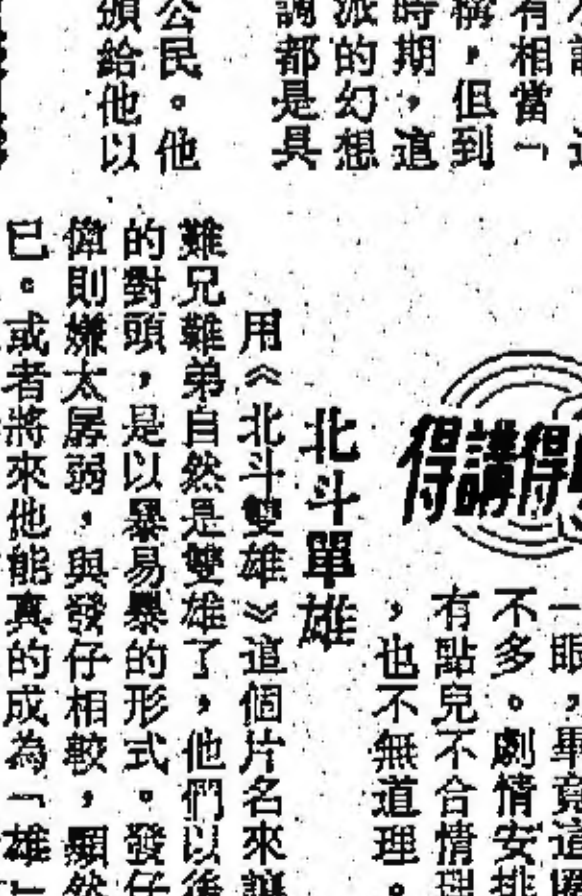 有相當「
稱，但到
時期，這
派的幻想
調都是具
公民。他
頒給他以
得講得
一眼，畢竟這
不多。劇情安排
有點兒不合情理
，也不無道理。
北斗單雄
用《北斗雙雄》這個片名來講
難兄難弟自然是雙雄了，他們以後
的對頭，是以暴易暴的形式。發仔
偉則嫌太孱弱，與發仔相較，顯然
已。或者將來他能真的成為「雄」